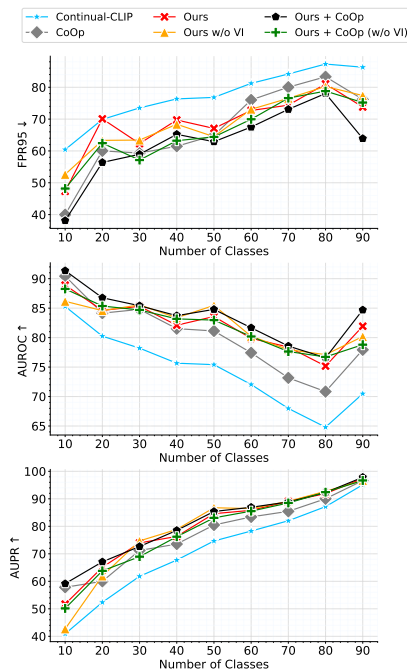 Continual-CLIP Ours Ours + CoOp
CoOp Ours w/o VI Ours + CoOp (w/o VI)
FPR95 ↓
90
80
70
60
50
40
10 20 30 40 50 60 70 80 90
Number of Classes
AUROC ↑
90
85
80
75
70
65
10 20 30 40 50 60 70 80 90
Number of Classes
AUPR ↑
100
90
80
70
60
50
40
10 20 30 40 50 60 70 80 90
Number of Classes